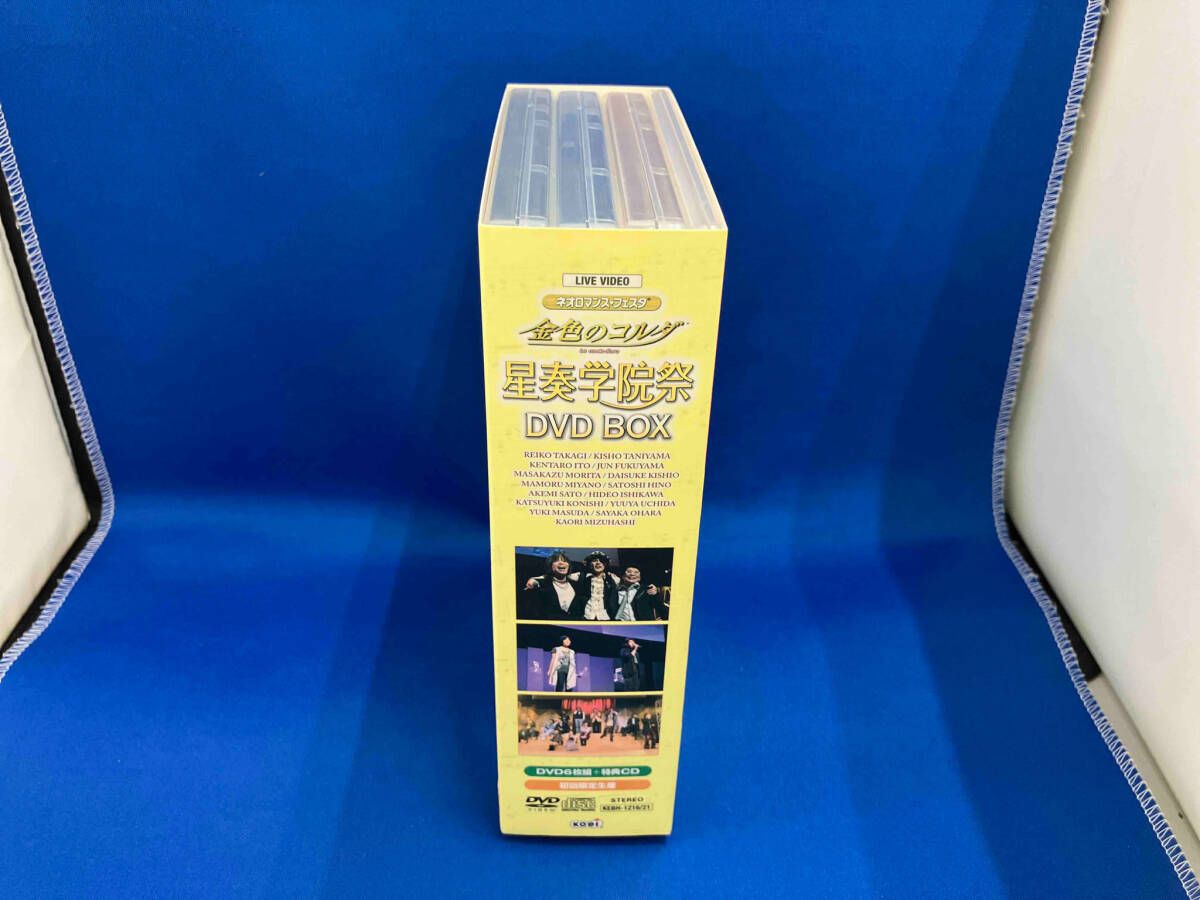 LIVE VIDEO
ネオロマンス・フェスタ
金色のコルダ
星奏学院祭
DVD BOX
REIKO TAKAGI / KISHO TANIYAMA
KENTARO ITO / JUN FUKUYAMA
MASAKAZU MORITA / DAISUKE KISHIO
MAMORU MIYANO / SATOSHI HINO
AKEMI SATO / HIDEO ISHIKAWA
KATSUYUKI KONISHI / YUUYA UCHIDA
YUKI MASUDA / SAYAKA OHARA
KAORI MIZUHASHI
DVD6枚組+特典CD
初回限定生産
DVD VIDEO
disc
STEREO
KEBH-1216/21
KOEI